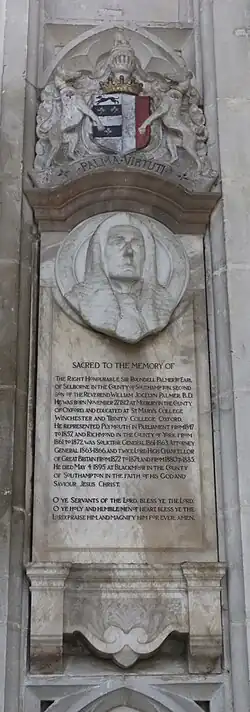 PALMA VIRTUTI
SACRED TO THE MEMORY OF
THE RIGHT HONOURABLE SIR ROUNDELL PALMER 1ST EARL
OF SELBORNE IN THE COUNTY OF SOUTHAMPTON, SECOND
SON OF THE REVEREND WILLIAM JOCELYN PALMER. B.D.
HE WAS BORN NOVEMBER 27 1812 AT MIXBURY IN THE COUNTY
OF OXFORD, AND EDUCATED AT ST MARY'S COLLEGE
WINCHESTER AND TRINITY COLLEGE OXFORD.
HE REPRESENTED PLYMOUTH IN PARLIAMENT FROM 1847
TO 1857, AND RICHMOND IN THE COUNTY OF YORK FROM
1861 TO 1872, WAS SOLICITOR GENERAL 1861-1863, ATTORNEY
GENERAL 1863-1866, AND TWICE LORD HIGH CHANCELLOR
OF GREAT BRITAIN FROM 1872 TO 1874 AND FROM 1880 TO 1885.
HE DIED MAY 4 1895 AT BLACKMOOR IN THE COUNTY
OF SOUTHAMPTON IN THE FAITH OF HIS GOD AND
SAVIOUR JESUS CHRIST.
O YE SERVANTS OF THE LORD, BLESS YE THE LORD
O YE HOLY AND HUMBLE MEN OF HEART, BLESS YE THE
LORD: PRAISE HIM, AND MAGNIFY HIM FOR EVER. AMEN.